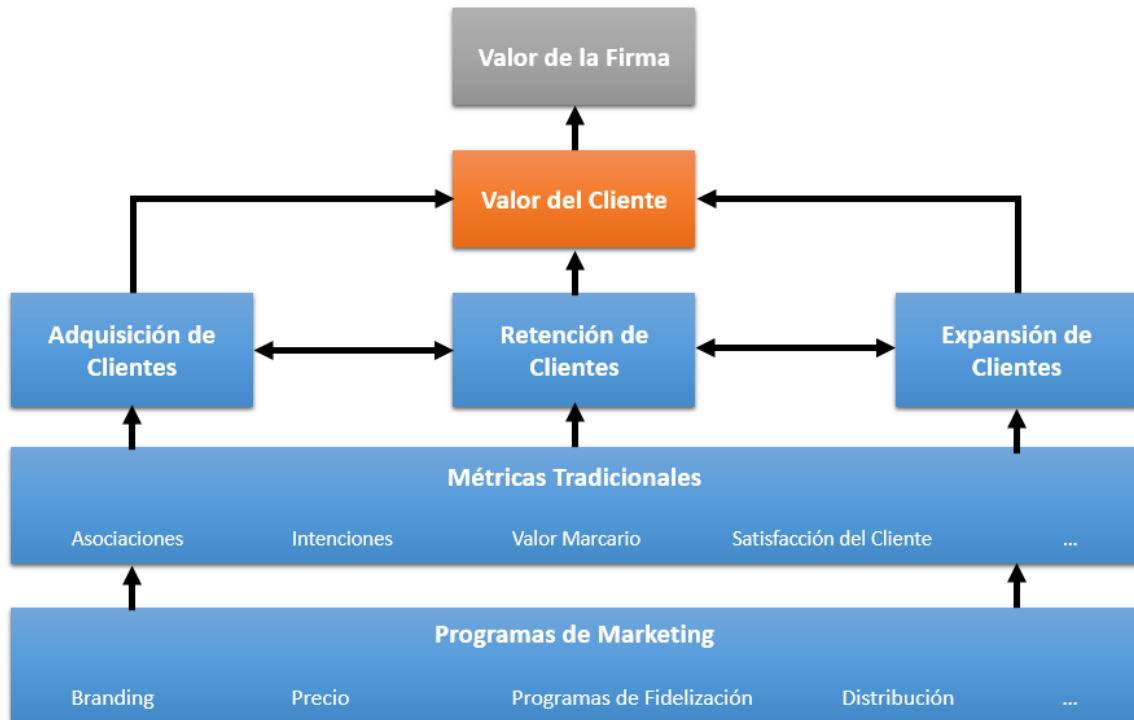 Valor de la Firma
Valor del Cliente
Adquisición de
Clientes
Retención de
Clientes
Expansión de
Clientes
Métricas Tradicionales
Asociaciones Intenciones Valor Marcario Satisfacción del Cliente ...
Programas de Marketing
Branding Precio Programas de Fidelización Distribución ...